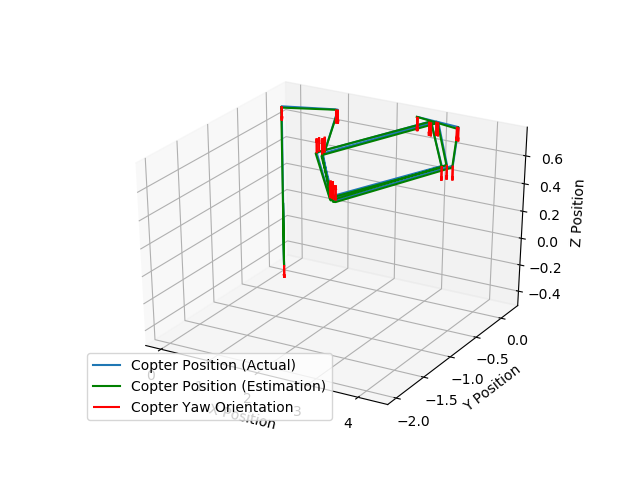 0.6
0.4
0.2
0.0
−0.2
−0.4
Z Position
0.0
−0.5
−1.0
−1.5
−2.0
Y Position
0
2
3
4
X Position
Copter Position (Actual)
Copter Position (Estimation)
Copter Yaw Orientation